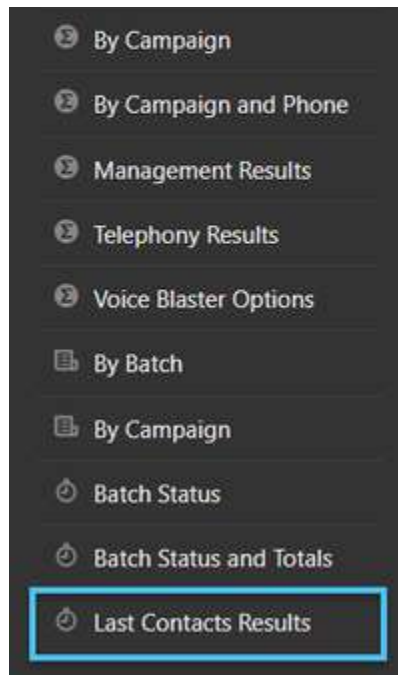 By Campaign
By Campaign and Phone
Management Results
Telephony Results
Voice Blaster Options
By Batch
By Campaign
Batch Status
Batch Status and Totals
Last Contacts Results